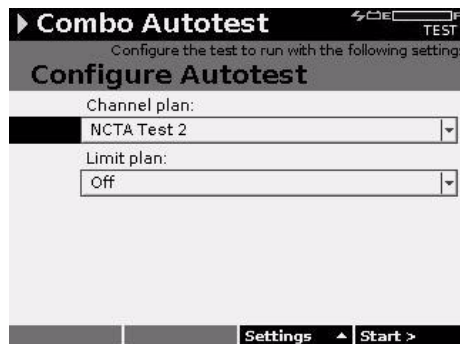 Combo Autotest
E F
TEST
Configure the test to run with the following setting
Configure Autotest
Channel plan:
NCTA Test 2
Limit plan:
Off
Settings Start >